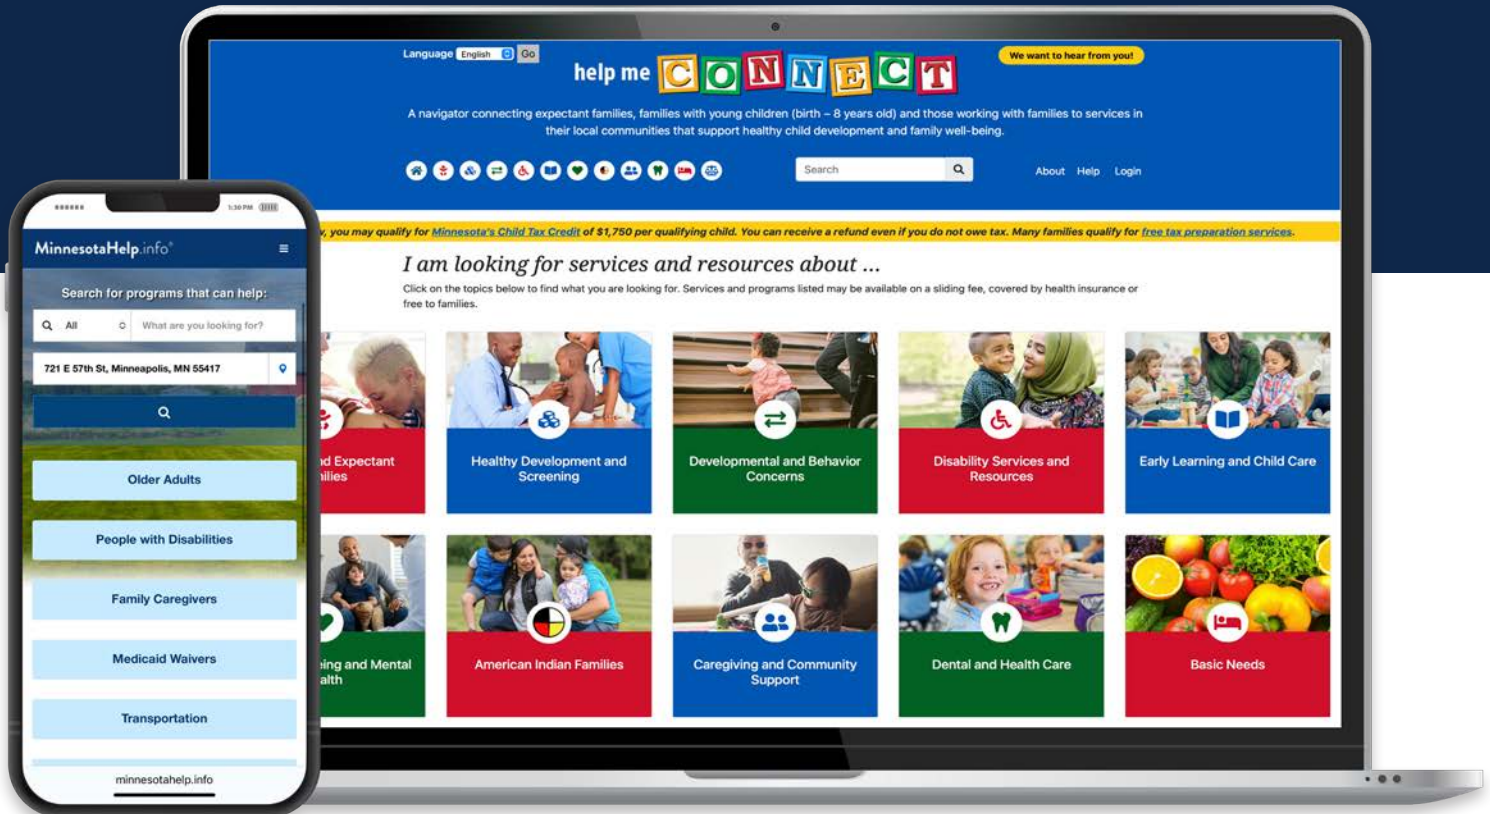 Language English Go
help me CONNECT
We want to hear from you!
A navigator connecting expectant families, families with young children (birth – 8 years old) and those working with families to services in
their local communities that support healthy child development and family well-being.
Search
About Help Login
you may qualify for Minnesota's Child Tax Credit of $1,750 per qualifying child. You can receive a refund even if you do not owe tax. Many families qualify for free tax preparation services.
I am looking for services and resources about ...
Click on the topics below to find what you are looking for. Services and programs listed may be available on a sliding fee, covered by health insurance or
free to families.
Expectant
Healthy Development and
Screening
Developmental and Behavior
Concerns
Disability Services and
Resources
Early Learning and Child Care
and Mental
American Indian Families
Caregiving and Community
Support
Dental and Health Care
Basic Needs
1:30 PM
MinnesotaHelp.info®
Search for programs that can help:
All What are you looking for?
721 E 57th St, Minneapolis, MN 55417
Older Adults
People with Disabilities
Family Caregivers
Medicaid Waivers
Transportation
minnesotahelp.info